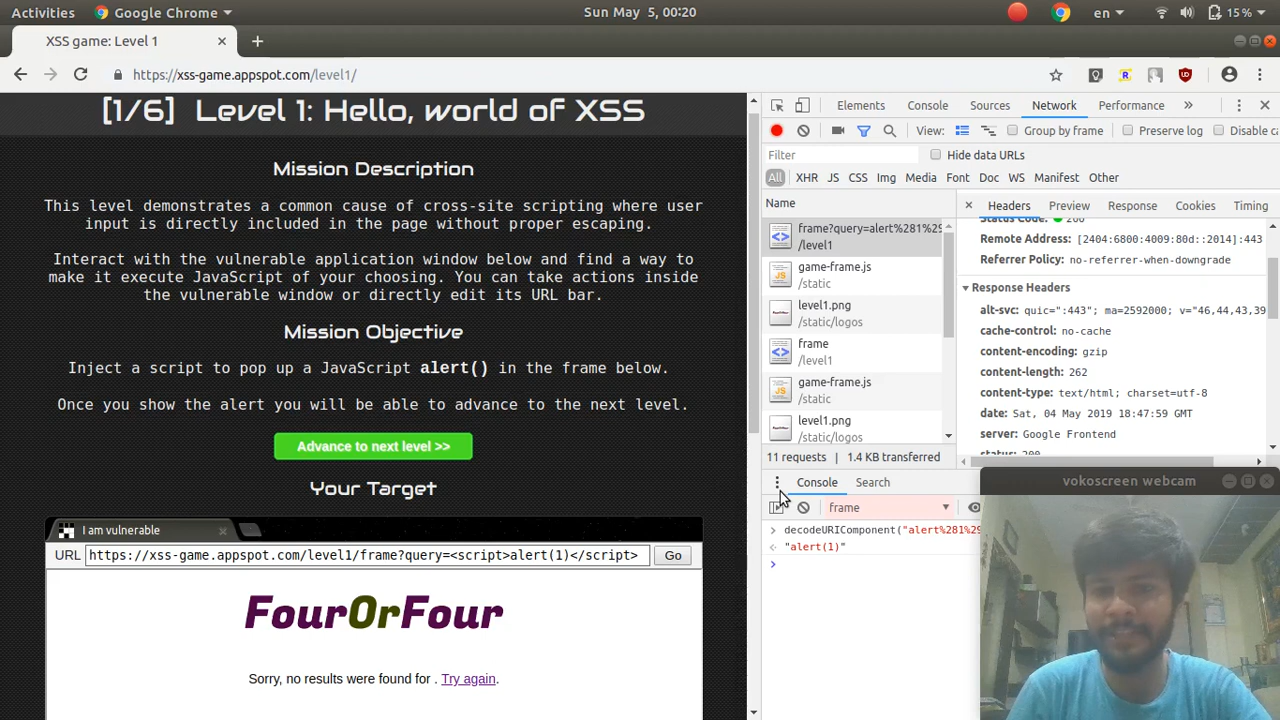 Activities Google Chrome Sun May 5, 00:20 en 15%
XSS game: Level 1
https://xss-game.appspot.com/level1/
[1/6] Level 1: Hello, world of XSS
Mission Description
This level demonstrates a common cause of cross-site scripting where user
input is directly included in the page without proper escaping.
Interact with the vulnerable application window below and find a way to
make it execute JavaScript of your choosing. You can take actions inside
the vulnerable window or directly edit its URL bar.
Mission Objective
Inject a script to pop up a JavaScript alert() in the frame below.
Once you show the alert you will be able to advance to the next level.
Advance to next level >>
Your Target
I am vulnerable
URL https://xss-game.appspot.com/level1/frame?query=<script>alert(1)</script> Go
FourOrFour
Sorry, no results were found for . Try again.
Elements Console Sources Network Performance »
View: Group by frame Preserve log Disable ca
Filter Hide data URLs
All XHR JS CSS Img Media Font Doc WS Manifest Other
Name
frame?query=alert%281%29
/level1
game-frame.js
/static
level1.png
/static/logos
frame
/level1
game-frame.js
/static
level1.png
/static/logos
11 requests | 1.4 KB transferred
Headers Preview Response Cookies Timing
Status Code: 200
Remote Address: [2404:6800:4009:80d::2014]:443
Referrer Policy: no-referrer-when-downgrade
Response Headers
alt-svc: quic=":443"; ma=2592000; v="46,44,43,39
cache-control: no-cache
content-encoding: gzip
content-length: 262
content-type: text/html; charset=utf-8
date: Sat, 04 May 2019 18:47:59 GMT
server: Google Frontend
status: 200
Console Search
frame
decodeURIComponent("alert%281%29
"alert(1)"
vokoscreen webcam